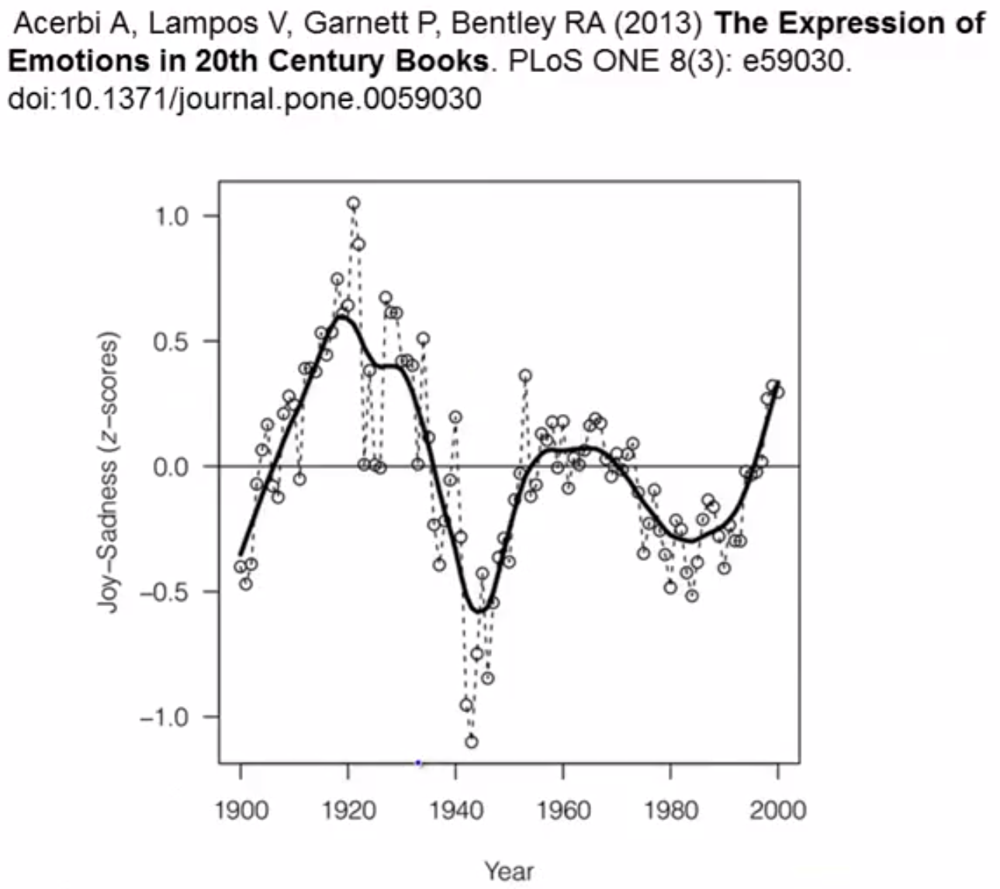 Acerbi A, Lampos V, Garnett P, Bentley RA (2013) The Expression of
Emotions in 20th Century Books. PLoS ONE 8(3): e59030.
doi:10.1371/journal.pone.0059030
1.0
0.5
0.0
−0.5
−1.0
Joy−Sadness (z−scores)
1900 1920 1940 1960 1980 2000
Year